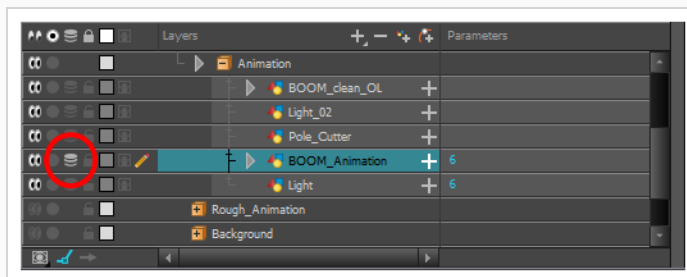 Layers Parameters
Animation
BOOM_clean_OL
Light_02
Pole_Cutter
BOOM_Animation 6
Light 6
Rough_Animation
Background